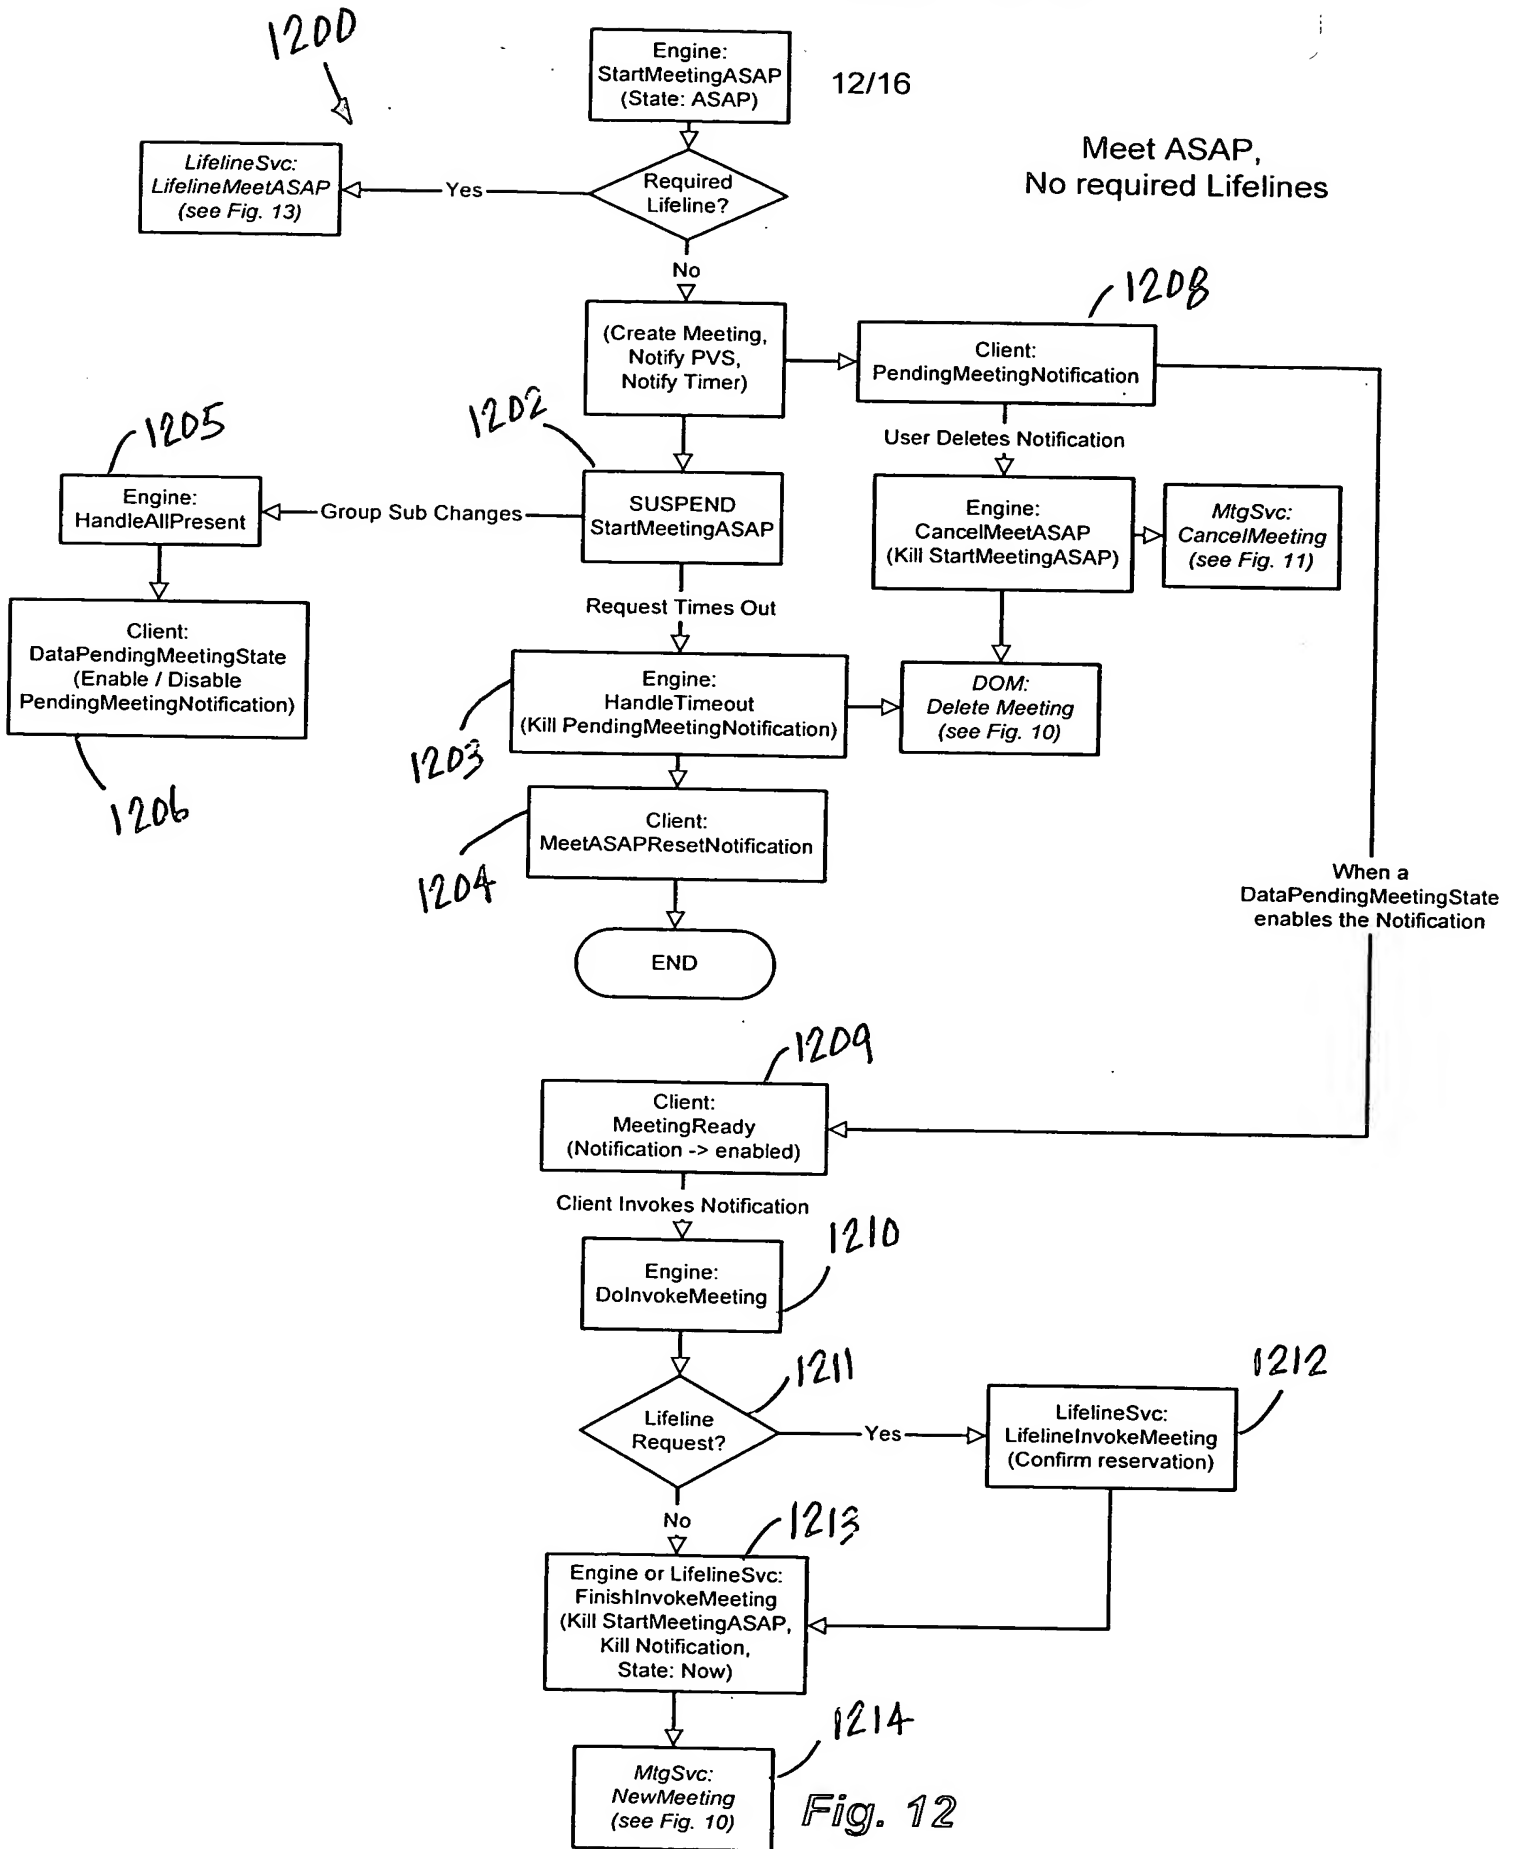 1200
Engine:
StartMeetingASAP
(State: ASAP)
12/16
Meet ASAP,
No required Lifelines
LifelineSvc:
LifelineMeetASAP
(see Fig. 13)
Yes
Required
Lifeline?
No
1208
(Create Meeting,
Notify PVS,
Notify Timer)
Client:
PendingMeetingNotification
1202
1205
User Deletes Notification
Engine:
HandleAllPresent
Group Sub Changes
SUSPEND
StartMeetingASAP
Engine:
CancelMeetASAP
(Kill StartMeetingASAP)
MtgSvc:
CancelMeeting
(see Fig. 11)
Request Times Out
Client:
DataPendingMeetingState
(Enable / Disable
PendingMeetingNotification)
Engine:
HandleTimeout
(Kill PendingMeetingNotification)
DOM:
Delete Meeting
(see Fig. 10)
1203
1206
Client:
MeetASAPResetNotification
1204
When a
DataPendingMeetingState
enables the Notification
END
1209
Client:
MeetingReady
(Notification -> enabled)
Client Invokes Notification
1210
Engine:
DoInvokeMeeting
1211
1212
Lifeline
Request?
Yes
LifelineSvc:
LifelineInvokeMeeting
(Confirm reservation)
No
1213
Engine or LifelineSvc:
FinishInvokeMeeting
(Kill StartMeetingASAP,
Kill Notification,
State: Now)
1214
MtgSvc:
NewMeeting
(see Fig. 10)
Fig. 12